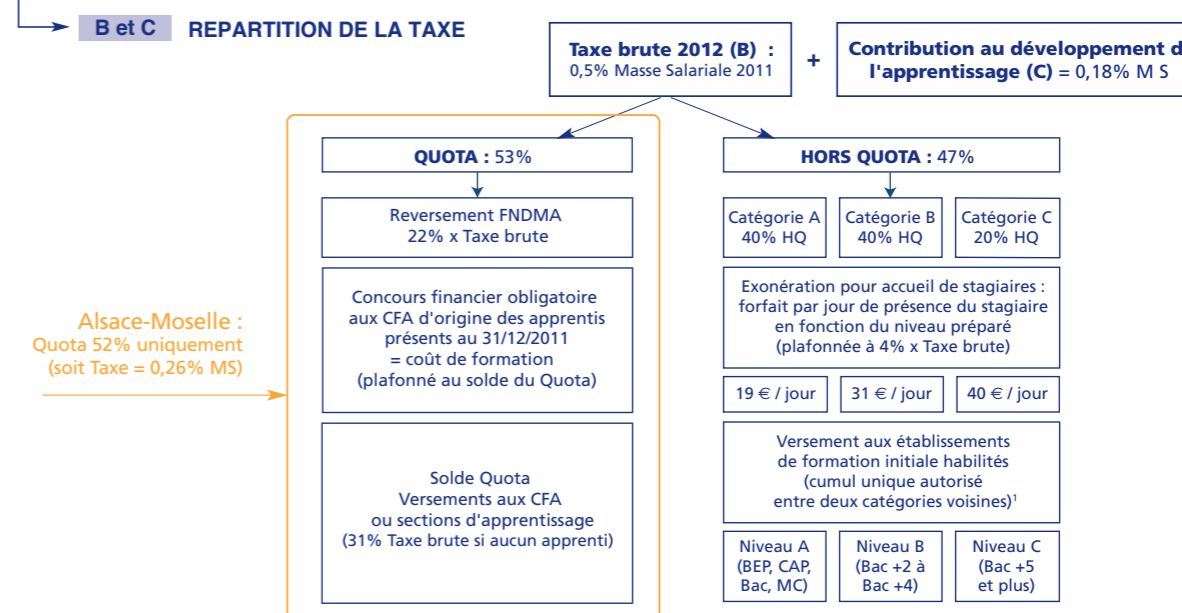 B et C REPARTITION DE LA TAXE
Taxe brute 2012 (B) :
0,5% Masse Salariale 2011
+
Contribution au développement d
l'apprentissage (C) = 0,18% M S
QUOTA : 53%
Reversement FNDMA
22% x Taxe brute
Concours financier obligatoire
aux CFA d'origine des apprentis
présents au 31/12/2011
= coût de formation
(plafonné au solde du Quota)
Solde Quota
Versements aux CFA
ou sections d'apprentissage
(31% Taxe brute si aucun apprenti)
Alsace-Moselle :
Quota 52% uniquement
(soit Taxe = 0,26% MS)
HORS QUOTA : 47%
Catégorie A
40% HQ
Catégorie B
40% HQ
Catégorie C
20% HQ
Exonération pour accueil de stagiaires :
forfait par jour de présence du stagiaire
en fonction du niveau préparé
(plafonnée à 4% x Taxe brute)
19 € / jour
31 € / jour
40 € / jour
Versement aux établissements
de formation initiale habilités
(cumul unique autorisé
entre deux catégories voisines)¹
Niveau A
(BEP, CAP,
Bac, MC)
Niveau B
(Bac +2 à
Bac +4)
Niveau C
(Bac +5
et plus)